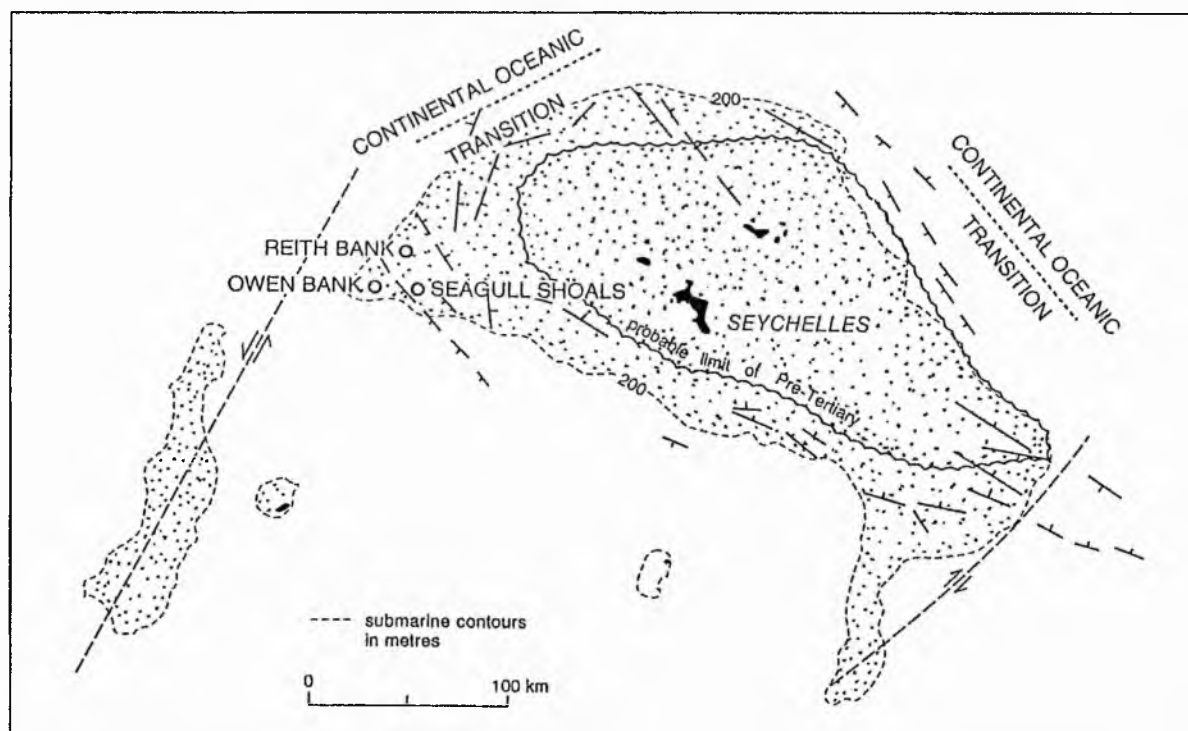 CONTINENTAL OCEANIC
TRANSITION
200
CONTINENTAL OCEANIC
TRANSITION
REITH BANK
OWEN BANK
SEAGULL SHOALS
SEYCHELLES
probable limit of Pre-Tertiary
200
submarine contours
in metres
0 100 km